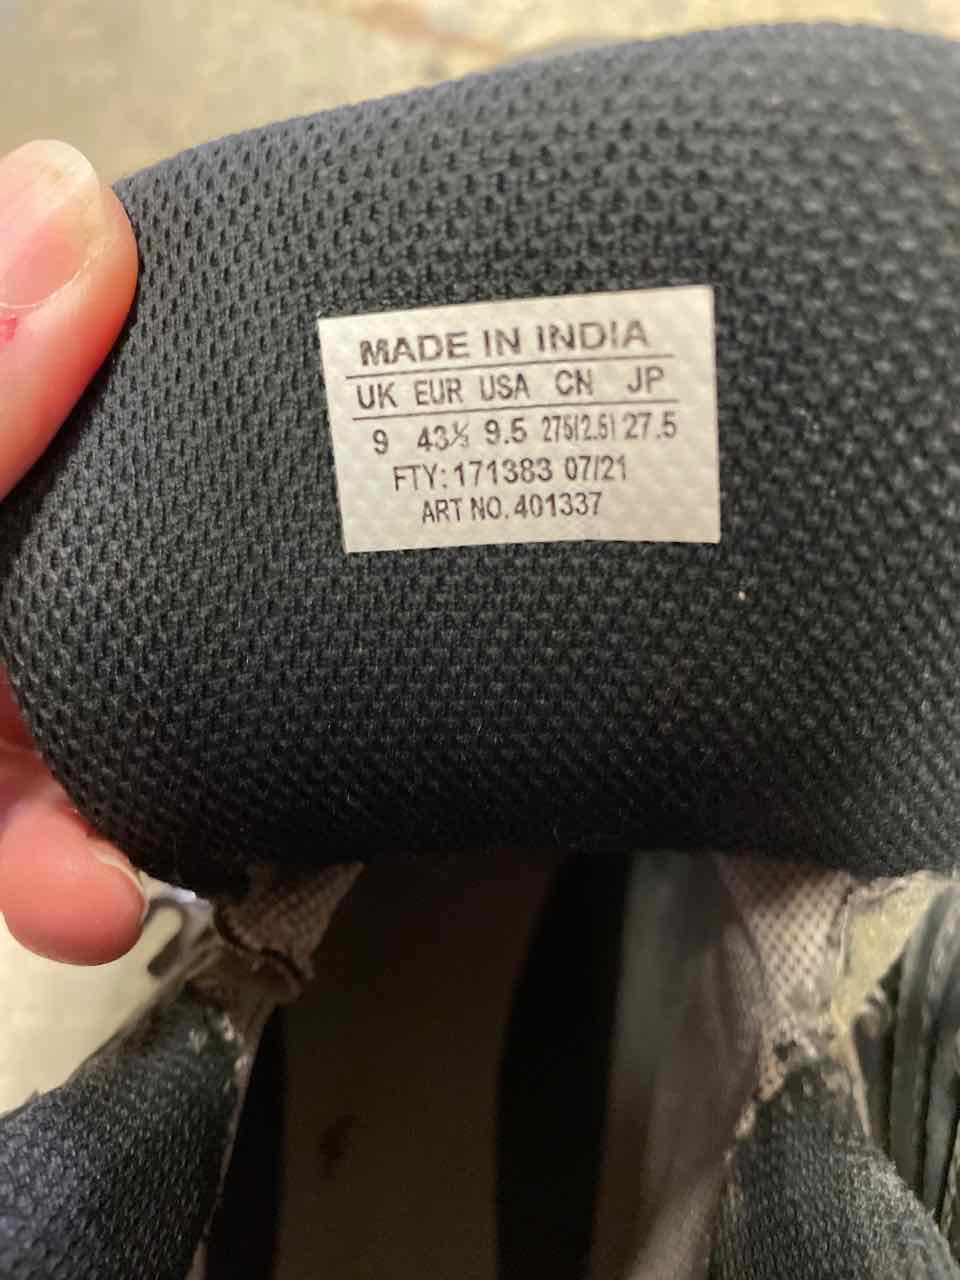 MADE IN INDIA
UK EUR USA CN JP
9 43⅓ 9.5 275(2.5) 27.5
FTY: 171383 07/21
ART NO. 401337